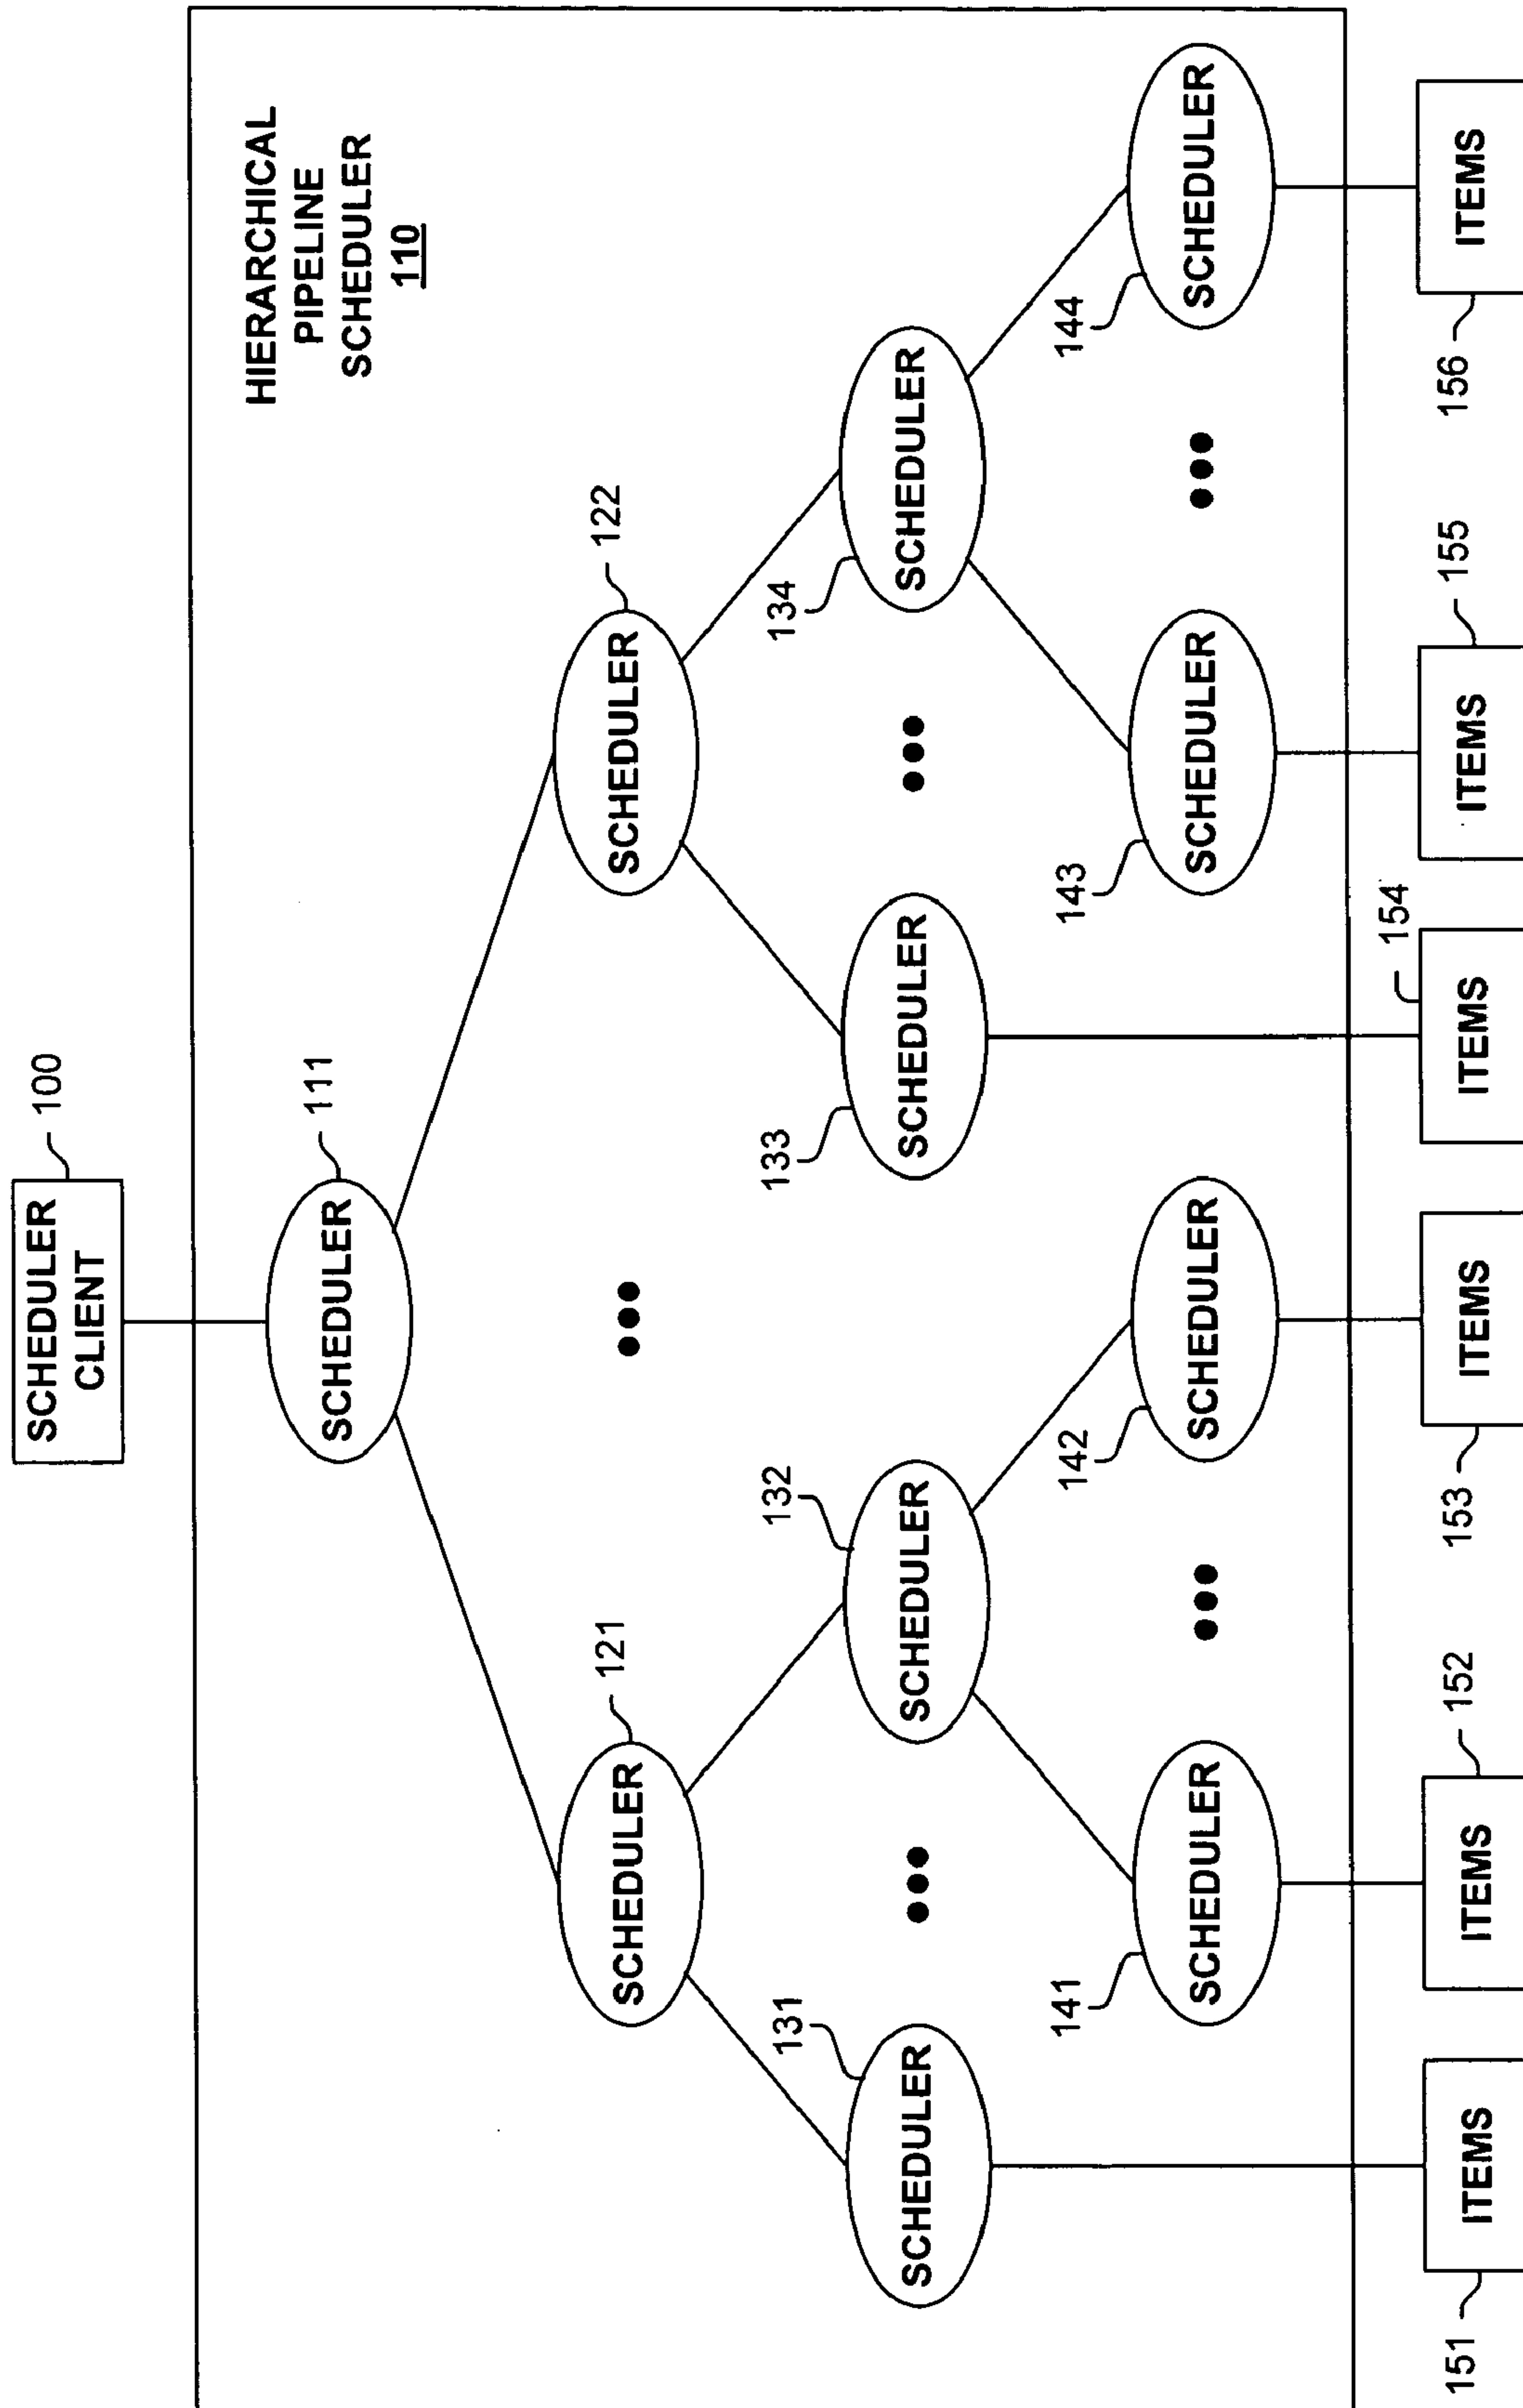 SCHEDULER
CLIENT
100
HIERARCHICAL
PIPELINE
SCHEDULER
110
SCHEDULER
111
SCHEDULER
121
SCHEDULER
122
131
SCHEDULER
132
SCHEDULER
133
SCHEDULER
134
SCHEDULER
141
SCHEDULER
142
SCHEDULER
143
SCHEDULER
144
SCHEDULER
151
ITEMS
152
ITEMS
153
ITEMS
154
ITEMS
155
ITEMS
156
ITEMS